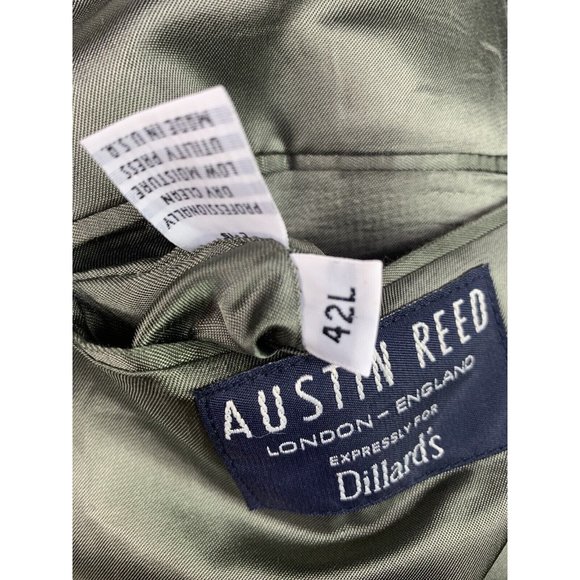 PROFESSIONALLY
DRY CLEAN
LOW MOISTURE
UTILITY PRESS
MADE IN U.S.A
42L
AUSTIN REED
LONDON - ENGLAND
EXPRESSLY FOR
Dillard's